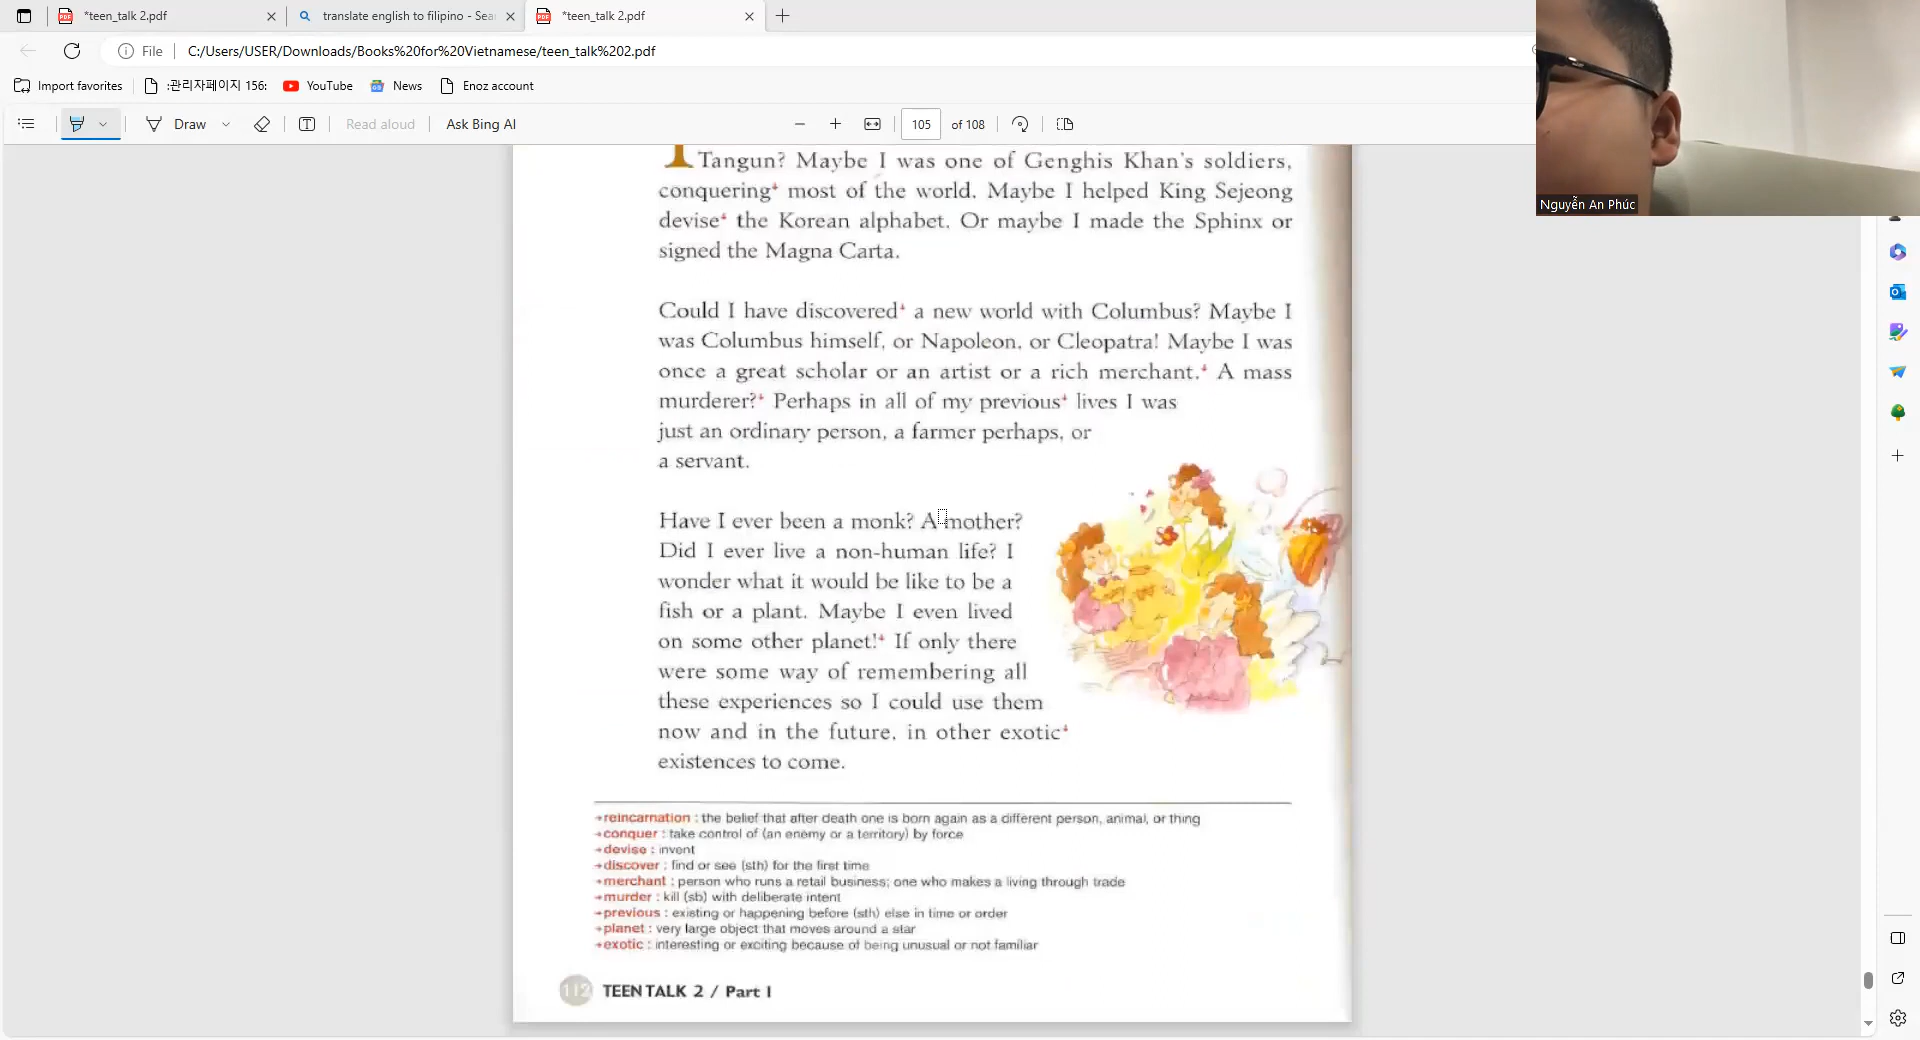 *teen_talk 2.pdf
translate english to filipino - Sea
*teen_talk 2.pdf
File
C:/Users/USER/Downloads/Books%20for%20Vietnamese/teen_talk%202.pdf
Import favorites
:관리자페이지 156:
YouTube
News
Enoz account
Draw
Read aloud
Ask Bing AI
105
of 108
Nguyễn An Phúc
Tangun? Maybe I was one of Genghis Khan's soldiers,
conquering+ most of the world. Maybe I helped King Sejeong
devise+ the Korean alphabet. Or maybe I made the Sphinx or
signed the Magna Carta.
Could I have discovered+ a new world with Columbus? Maybe I
was Columbus himself, or Napoleon, or Cleopatra! Maybe I was
once a great scholar or an artist or a rich merchant.+ A mass
murderer?+ Perhaps in all of my previous+ lives I was
just an ordinary person, a farmer perhaps, or
a servant.
Have I ever been a monk? A mother?
Did I ever live a non-human life? I
wonder what it would be like to be a
fish or a plant. Maybe I even lived
on some other planet!+ If only there
were some way of remembering all
these experiences so I could use them
now and in the future, in other exotic+
existences to come.
+reincarnation : the belief that after death one is born again as a different person, animal, or thing
+conquer : take control of (an enemy or a territory) by force
+devise : invent
+discover : find or see (sth) for the first time
+merchant : person who runs a retail business; one who makes a living through trade
+murder : kill (sb) with deliberate intent
+previous : existing or happening before (sth) else in time or order
+planet : very large object that moves around a star
+exotic : interesting or exciting because of being unusual or not familiar
112 TEEN TALK 2 / Part I